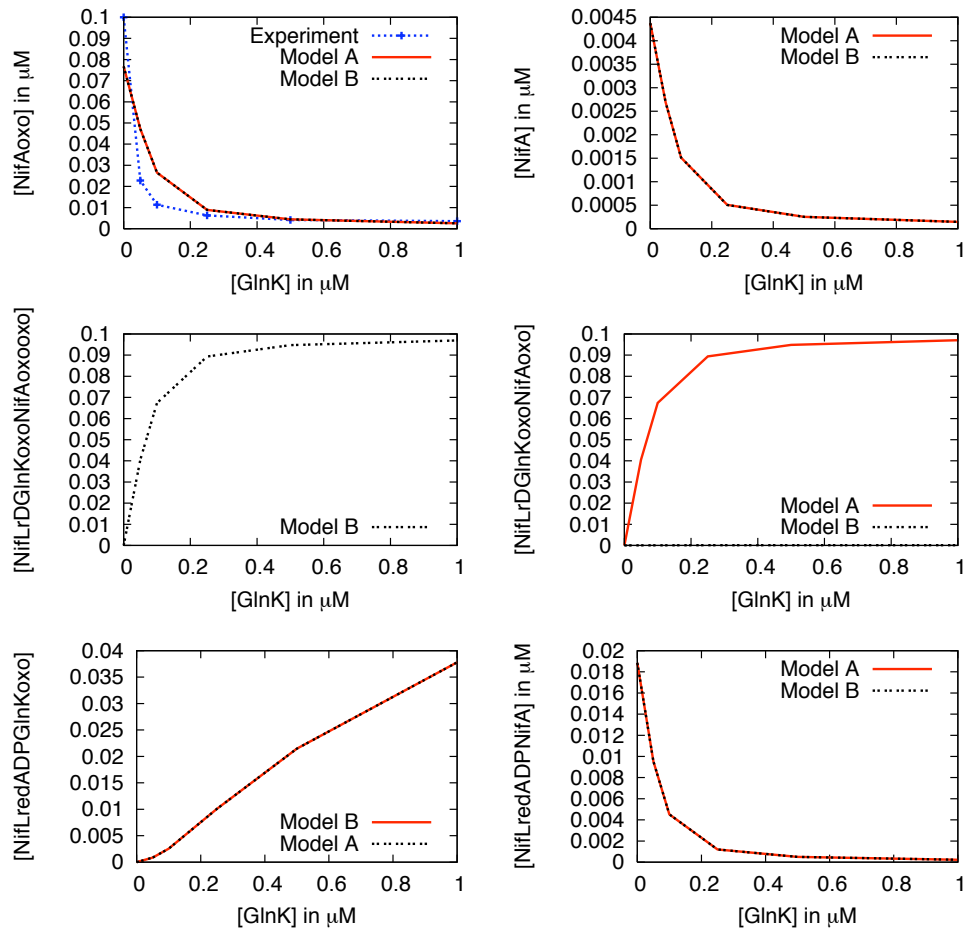 [NifAoxo] in μM
0.1
0.09
0.08
0.07
0.06
0.05
0.04
0.03
0.02
0.01
0
Experiment
Model A
Model B
0 0.2 0.4 0.6 0.8 1
[GlnK] in μM
[NifA] in μM
0.0045
0.004
0.0035
0.003
0.0025
0.002
0.0015
0.001
0.0005
0
Model A
Model B
0 0.2 0.4 0.6 0.8 1
[GlnK] in μM
[NifLrDGlnKoxoNifAoxooxo]
0.1
0.09
0.08
0.07
0.06
0.05
0.04
0.03
0.02
0.01
0
Model B
0 0.2 0.4 0.6 0.8 1
[GlnK] in μM
[NifLrDGlnKoxoNifAoxo]
0.1
0.09
0.08
0.07
0.06
0.05
0.04
0.03
0.02
0.01
0
Model A
Model B
0 0.2 0.4 0.6 0.8 1
[GlnK] in μM
[NifLredADPGlnKoxo]
0.04
0.035
0.03
0.025
0.02
0.015
0.01
0.005
0
Model B
Model A
0 0.2 0.4 0.6 0.8 1
[GlnK] in μM
[NifLredADPNifA] in μM
0.02
0.018
0.016
0.014
0.012
0.01
0.008
0.006
0.004
0.002
0
Model A
Model B
0 0.2 0.4 0.6 0.8 1
[GlnK] in μM